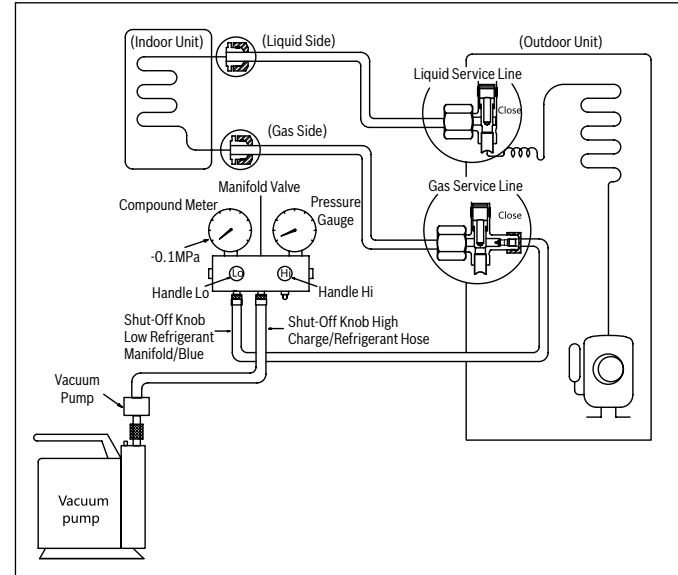 (Indoor Unit)
(Liquid Side)
(Outdoor Unit)
Liquid Service Line
Close
(Gas Side)
Manifold Valve
Gas Service Line
Compound Meter
Pressure
Gauge
Close
-0.1MPa
Lo
Hi
Handle Lo
Handle Hi
Shut-Off Knob
Low Refrigerant
Manifold/Blue
Shut-Off Knob High
Charge/Refrigerant Hose
Vacuum
Pump
Vacuum
pump